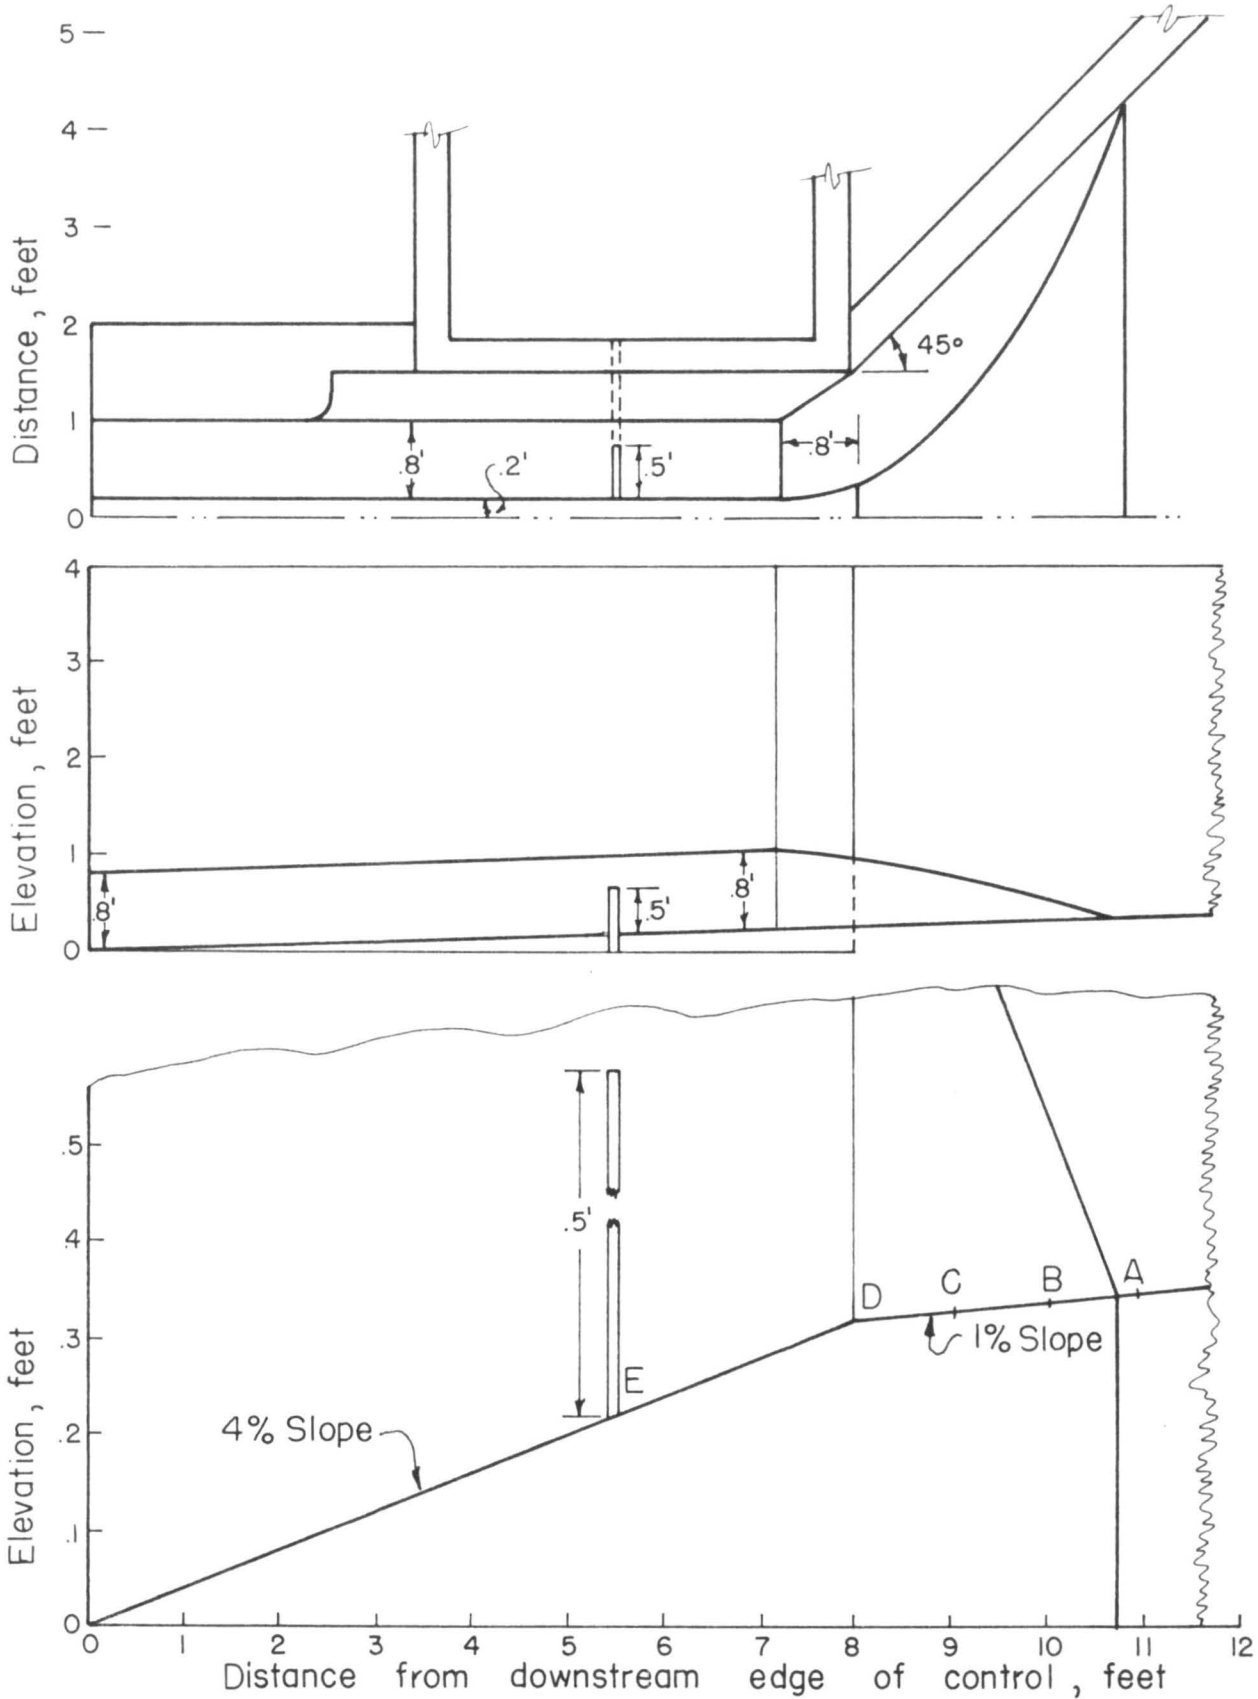 5
4
3
2
1
0
Distance, feet
45°
.8'
.8'
.2'
.5'
4
3
2
1
0
Elevation, feet
.8'
.5'
.8'
.5
.4
.3
.2
.1
0
Elevation, feet
.5'
D
C
B
A
E
1% Slope
4% Slope
0 1 2 3 4 5 6 7 8 9 10 11 12
Distance from downstream edge of control, feet